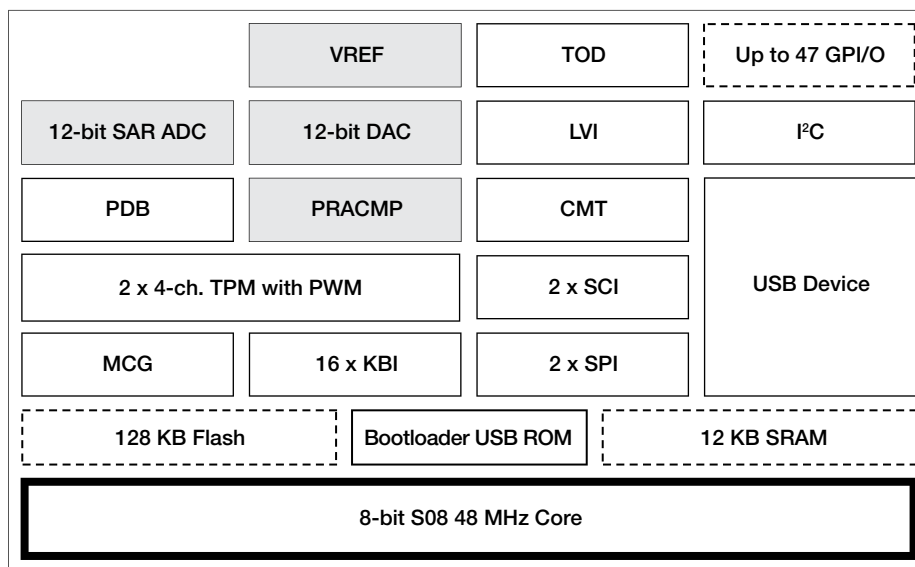 VREF
TOD
Up to 47 GPI/O
12-bit SAR ADC
12-bit DAC
LVI
I²C
PDB
PRACMP
CMT
USB Device
2 x 4-ch. TPM with PWM
2 x SCI
MCG
16 x KBI
2 x SPI
128 KB Flash
Bootloader USB ROM
12 KB SRAM
8-bit S08 48 MHz Core